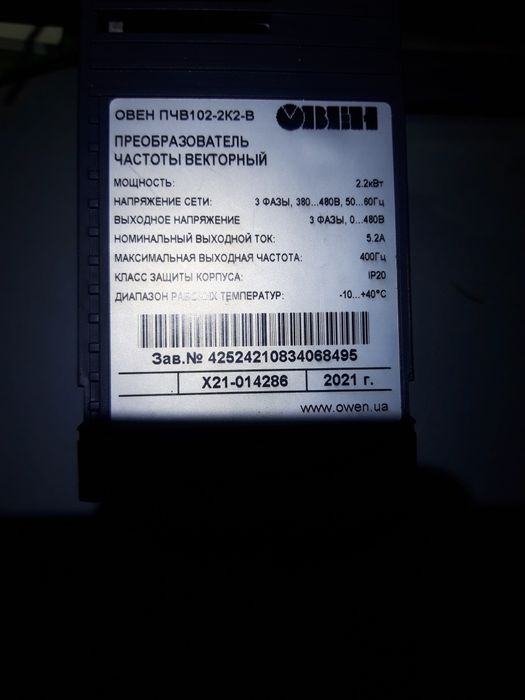 ОВЕН ПЧВ102-2К2-В ОВЕН
ПРЕОБРАЗОВАТЕЛЬ
ЧАСТОТЫ ВЕКТОРНЫЙ
МОЩНОСТЬ: 2.2кВт
НАПРЯЖЕНИЕ СЕТИ: 3 ФАЗЫ, 380...480В, 50...60Гц
ВЫХОДНОЕ НАПРЯЖЕНИЕ 3 ФАЗЫ, 0...480В
НОМИНАЛЬНЫЙ ВЫХОДНОЙ ТОК: 5.2А
МАКСИМАЛЬНАЯ ВЫХОДНАЯ ЧАСТОТА: 400Гц
КЛАСС ЗАЩИТЫ КОРПУСА: IP20
ДИАПАЗОН РАБОЧИХ ТЕМПЕРАТУР: -10...+40°С
Зав.№ 42524210834068495
X21-014286 2021 г.
www.owen.ua